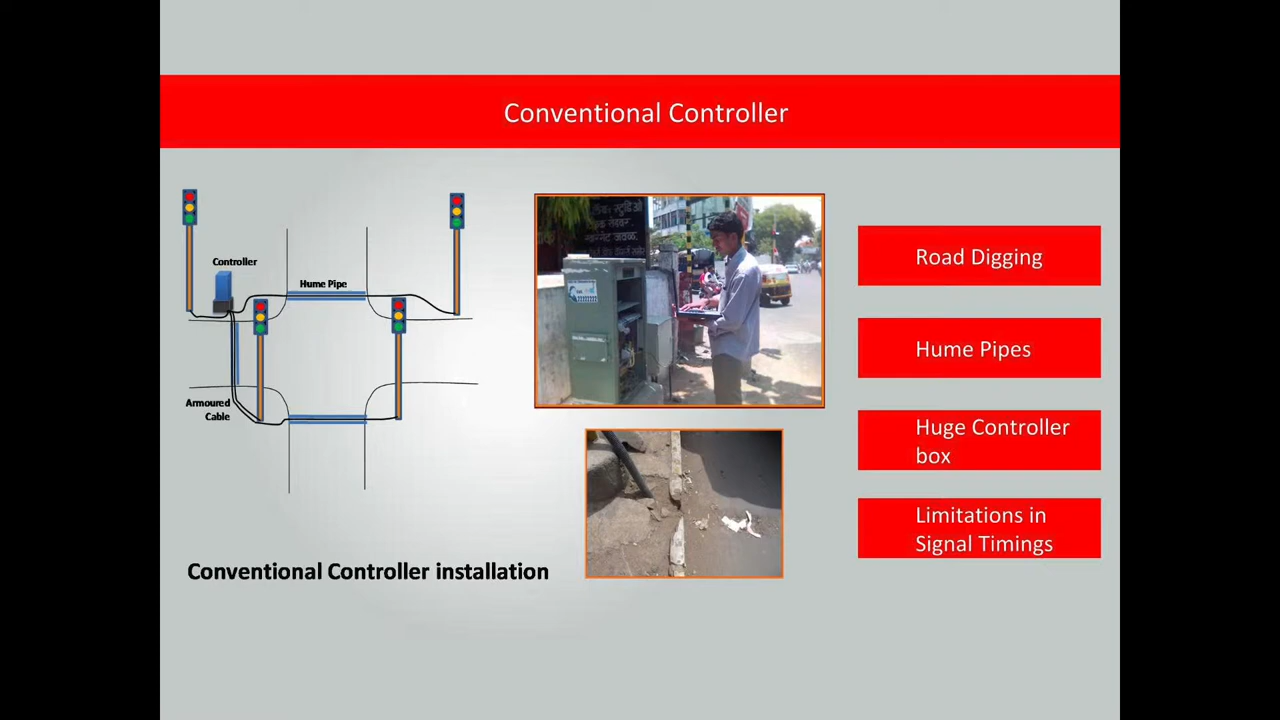 Conventional Controller
Controller
Hume Pipe
Armoured
Cable
Conventional Controller installation
Road Digging
Hume Pipes
Huge Controller
box
Limitations in
Signal Timings